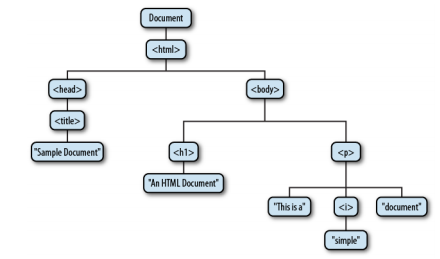 Document
<html>
<head>
<body>
<title>
"Sample Document"
<h1>
<p>
"An HTML Document"
"This is a"
<i>
"document"
"simple"